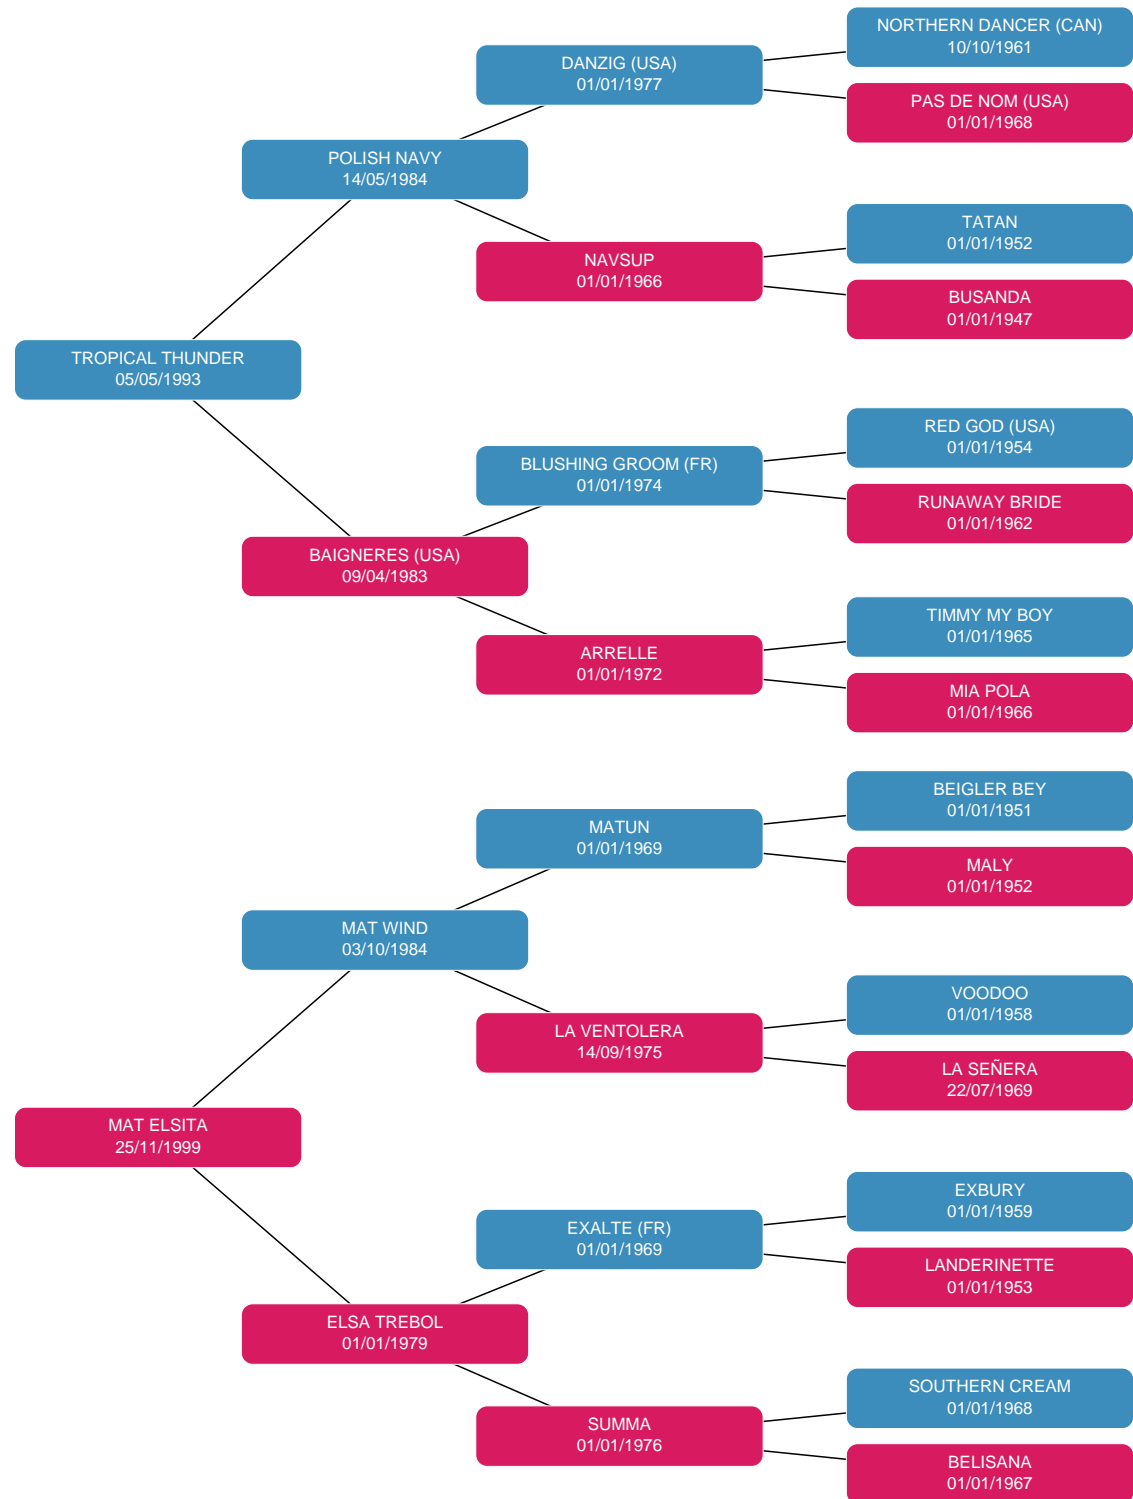 NORTHERN DANCER (CAN)
10/10/1961
DANZIG (USA)
01/01/1977
PAS DE NOM (USA)
01/01/1968
POLISH NAVY
14/05/1984
TATAN
01/01/1952
NAVSUP
01/01/1966
BUSANDA
01/01/1947
TROPICAL THUNDER
05/05/1993
RED GOD (USA)
01/01/1954
BLUSHING GROOM (FR)
01/01/1974
RUNAWAY BRIDE
01/01/1962
BAIGNERES (USA)
09/04/1983
TIMMY MY BOY
01/01/1965
ARRELLE
01/01/1972
MIA POLA
01/01/1966
BEIGLER BEY
01/01/1951
MATUN
01/01/1969
MALY
01/01/1952
MAT WIND
03/10/1984
VOODOO
01/01/1958
LA VENTOLERA
14/09/1975
LA SEÑERA
22/07/1969
MAT ELSITA
25/11/1999
EXBURY
01/01/1959
EXALTE (FR)
01/01/1969
LANDERINETTE
01/01/1953
ELSA TREBOL
01/01/1979
SOUTHERN CREAM
01/01/1968
SUMMA
01/01/1976
BELISANA
01/01/1967